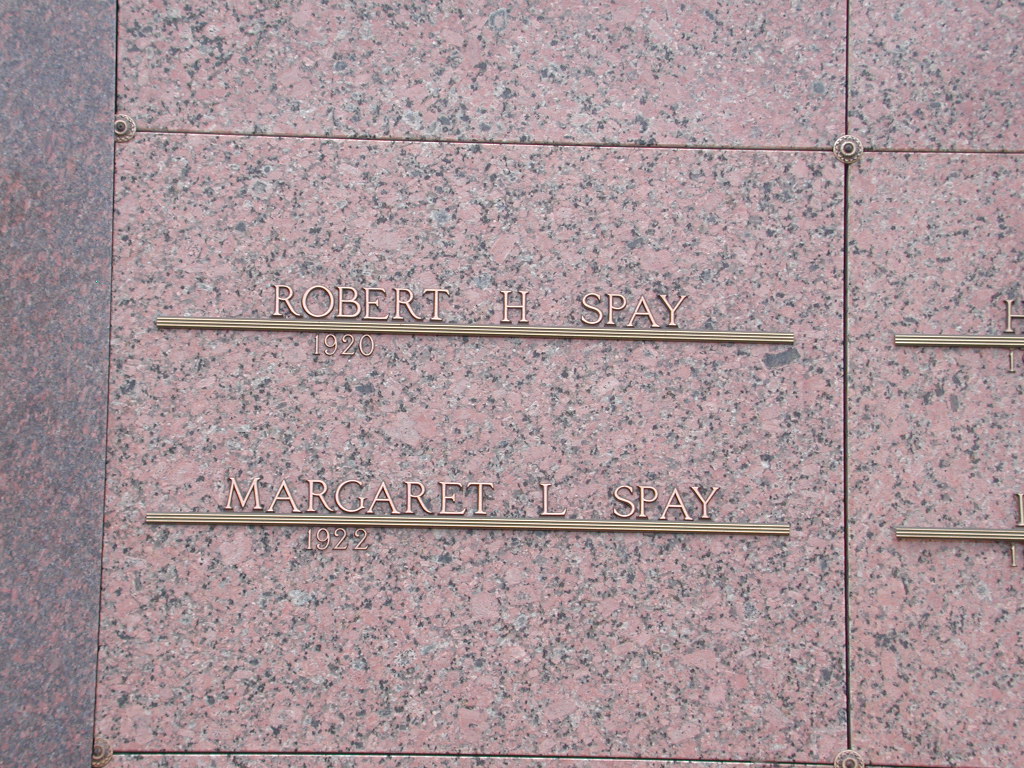 ROBERT H SPAY
1920
MARGARET L SPAY
1922